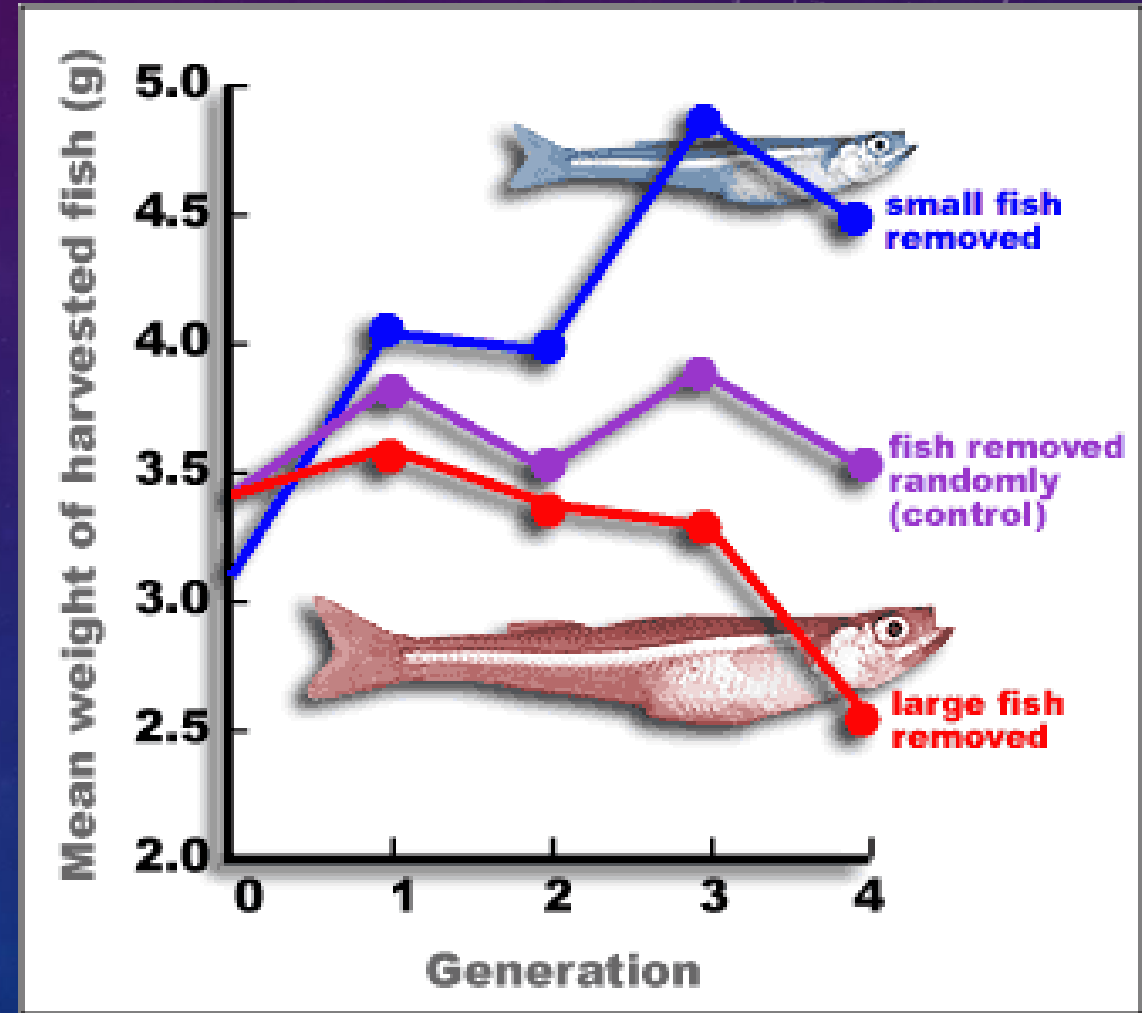 Mean weight of harvested fish (g)
5.0
4.5
4.0
3.5
3.0
2.5
2.0
small fish
removed
fish removed
randomly
(control)
large fish
removed
0 1 2 3 4
Generation